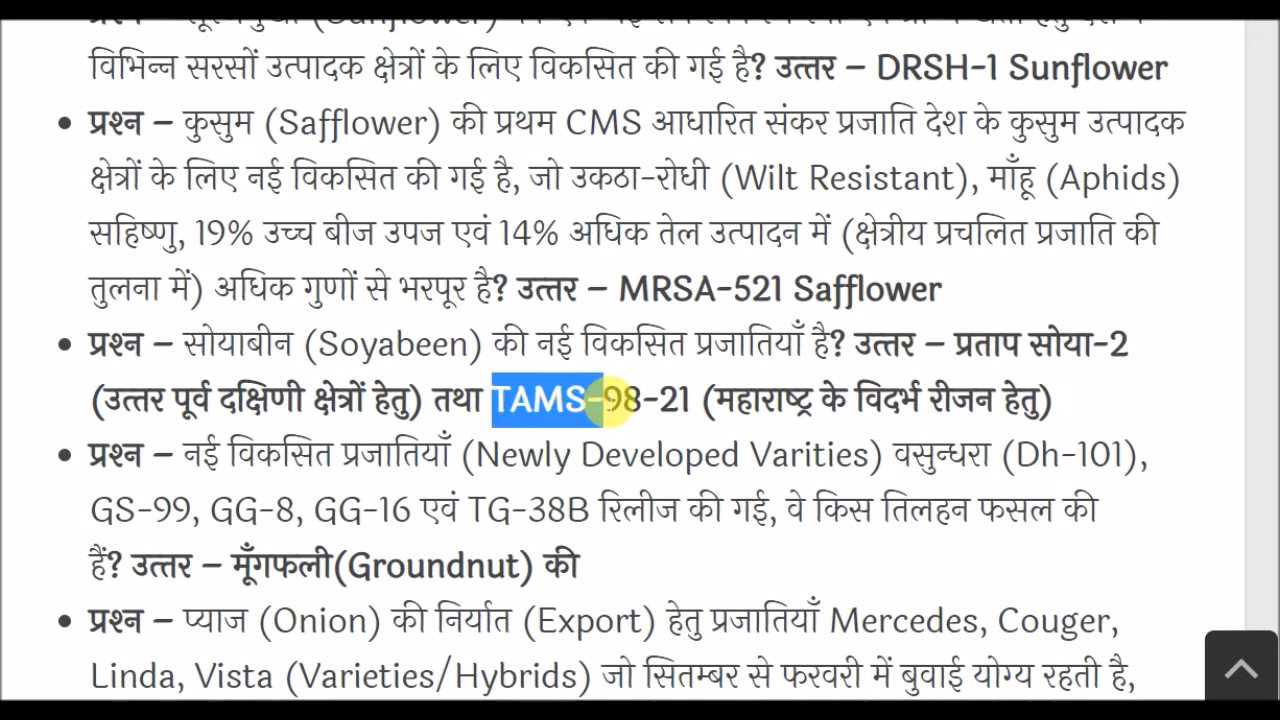 विभिन्न सरसों उत्पादक क्षेत्रों के लिए विकसित की गई है? उत्तर – DRSH-1 Sunflower
• प्रश्न – कुसुम (Safflower) की प्रथम CMS आधारित संकर प्रजाति देश के कुसुम उत्पादक
क्षेत्रों के लिए नई विकसित की गई है, जो उकठा-रोधी (Wilt Resistant), माँहू (Aphids)
सहिष्णु, 19% उच्च बीज उपज एवं 14% अधिक तेल उत्पादन में (क्षेत्रीय प्रचलित प्रजाति की
तुलना में) अधिक गुणों से भरपूर है? उत्तर – MRSA-521 Safflower
• प्रश्न – सोयाबीन (Soyabeen) की नई विकसित प्रजातियाँ है? उत्तर – प्रताप सोया-2
(उत्तर पूर्व दक्षिणी क्षेत्रों हेतु) तथा TAMS-98-21 (महाराष्ट्र के विदर्भ रीजन हेतु)
• प्रश्न – नई विकसित प्रजातियाँ (Newly Developed Varities) वसुन्धरा (Dh-101),
GS-99, GG-8, GG-16 एवं TG-38B रिलीज की गई, वे किस तिलहन फसल की
हैं? उत्तर – मूँगफली(Groundnut) की
• प्रश्न – प्याज (Onion) की निर्यात (Export) हेतु प्रजातियाँ Mercedes, Couger,
Linda, Vista (Varieties/Hybrids) जो सितम्बर से फरवरी में बुवाई योग्य रहती है,